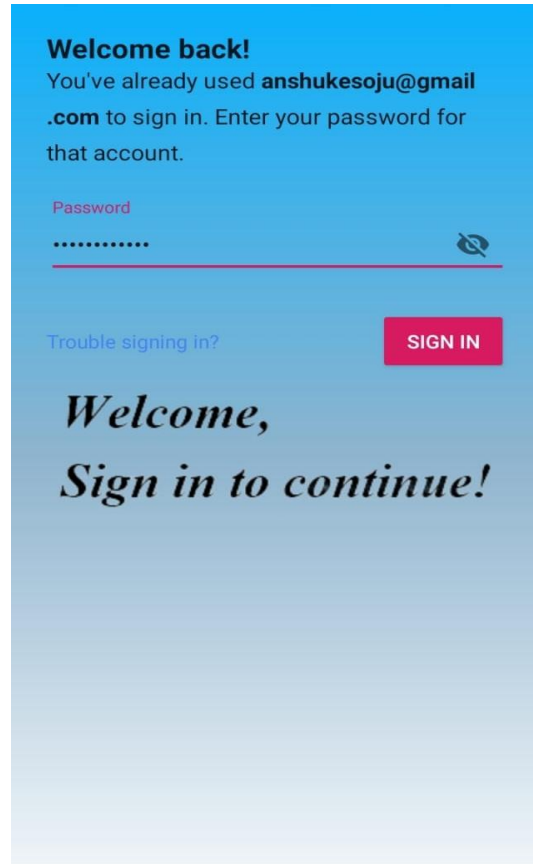 Welcome back!
You've already used anshukesoju@gmail
.com to sign in. Enter your password for
that account.
Password
............
Trouble signing in?
SIGN IN
Welcome,
Sign in to continue!